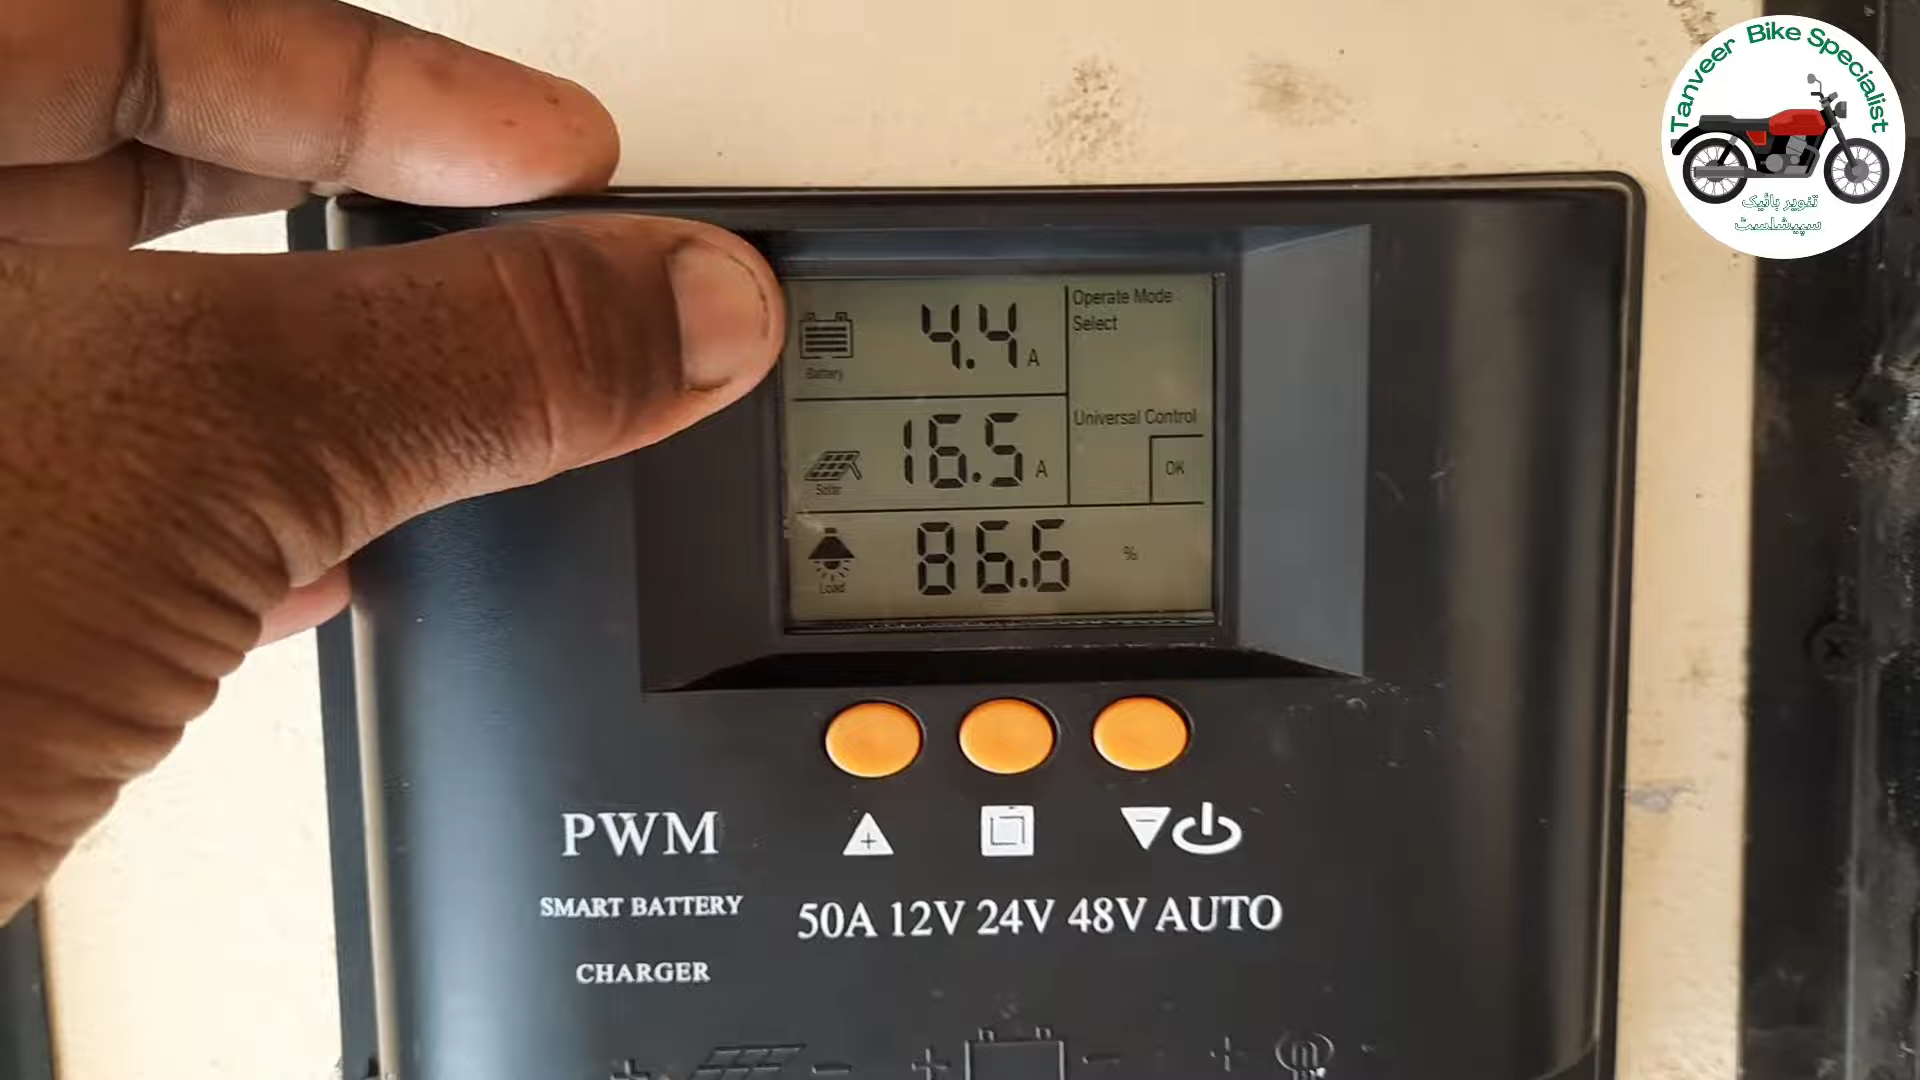 Tanveer Bike Specialist
تنویر بائیک
سپیشلسٹ
4.4 A
Battery
Operate Mode
Select
16.5 A
Solar
Universal Control
OK
86.6 %
Load
PWM
SMART BATTERY
CHARGER
50A 12V 24V 48V AUTO